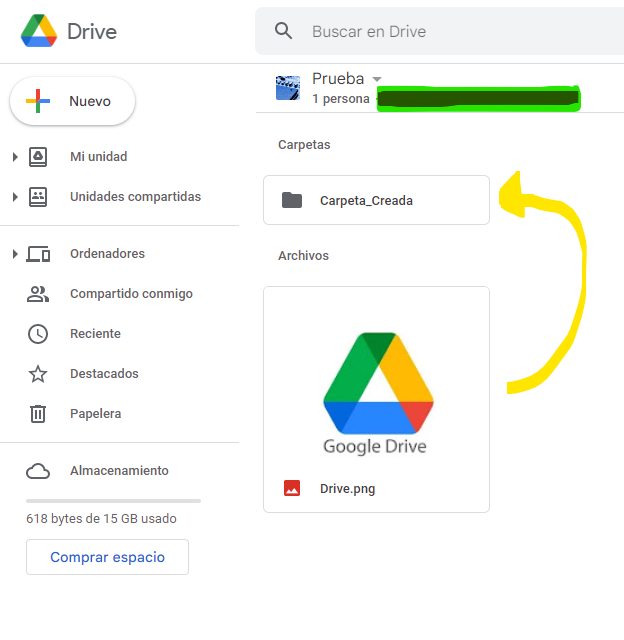 Drive
Buscar en Drive
Nuevo
Prueba
1 persona
Mi unidad
Unidades compartidas
Ordenadores
Compartido conmigo
Reciente
Destacados
Papelera
Almacenamiento
618 bytes de 15 GB usado
Comprar espacio
Carpetas
Carpeta_Creada
Archivos
Google Drive
Drive.png